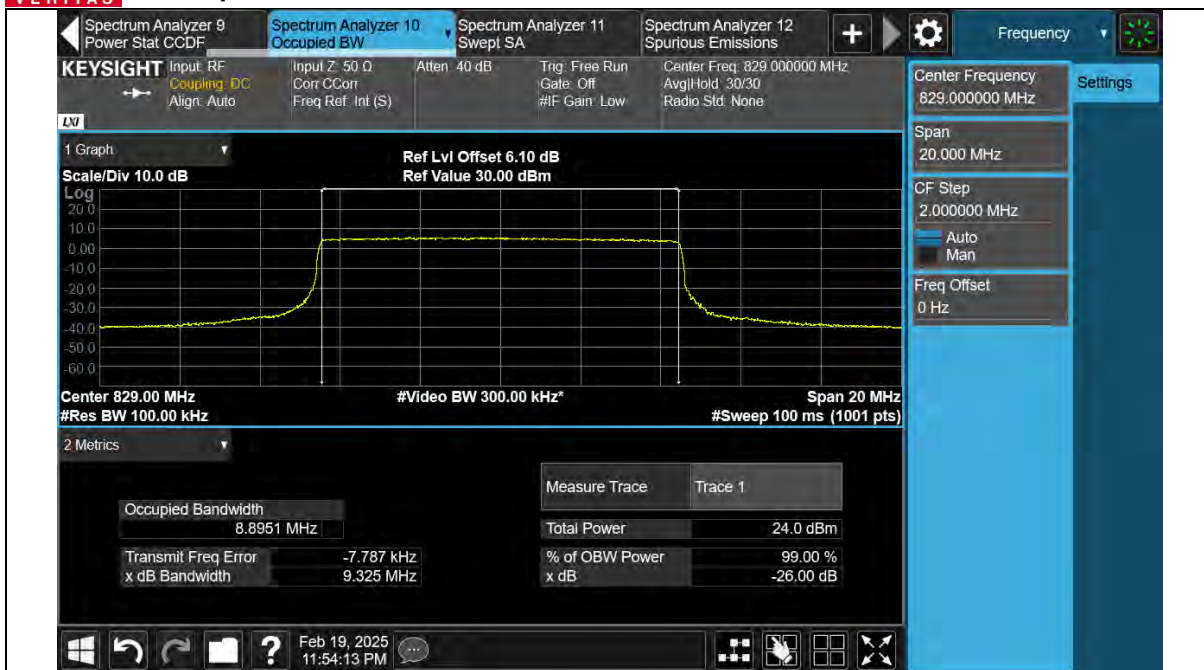 VERITAS
Spectrum Analyzer 9
Power Stat CCDF
Spectrum Analyzer 10
Occupied BW
Spectrum Analyzer 11
Swept SA
Spectrum Analyzer 12
Spurious Emissions
+
Frequency
KEYSIGHT
Input: RF
Coupling: DC
Align: Auto
Input Z: 50 Ω
Corr CCorr
Freq Ref: Int (S)
Atten: 40 dB
Trig: Free Run
Gate: Off
#IF Gain: Low
Center Freq: 829.000000 MHz
Avg|Hold: 30/30
Radio Std: None
LXI
Center Frequency
829.000000 MHz
Settings
Span
20.000 MHz
CF Step
2.000000 MHz
Auto
Man
Freq Offset
0 Hz
1 Graph
Scale/Div 10.0 dB
Ref Lvl Offset 6.10 dB
Ref Value 30.00 dBm
Log
20.0
10.0
0.00
-10.0
-20.0
-30.0
-40.0
-50.0
-60.0
Center 829.00 MHz
#Res BW 100.00 kHz
#Video BW 300.00 kHz*
Span 20 MHz
#Sweep 100 ms (1001 pts)
2 Metrics
Occupied Bandwidth
8.8951 MHz
Transmit Freq Error -7.787 kHz
x dB Bandwidth 9.325 MHz
Measure Trace Trace 1
Total Power 24.0 dBm
% of OBW Power 99.00 %
x dB -26.00 dB
?
Feb 19, 2025
11:54:13 PM